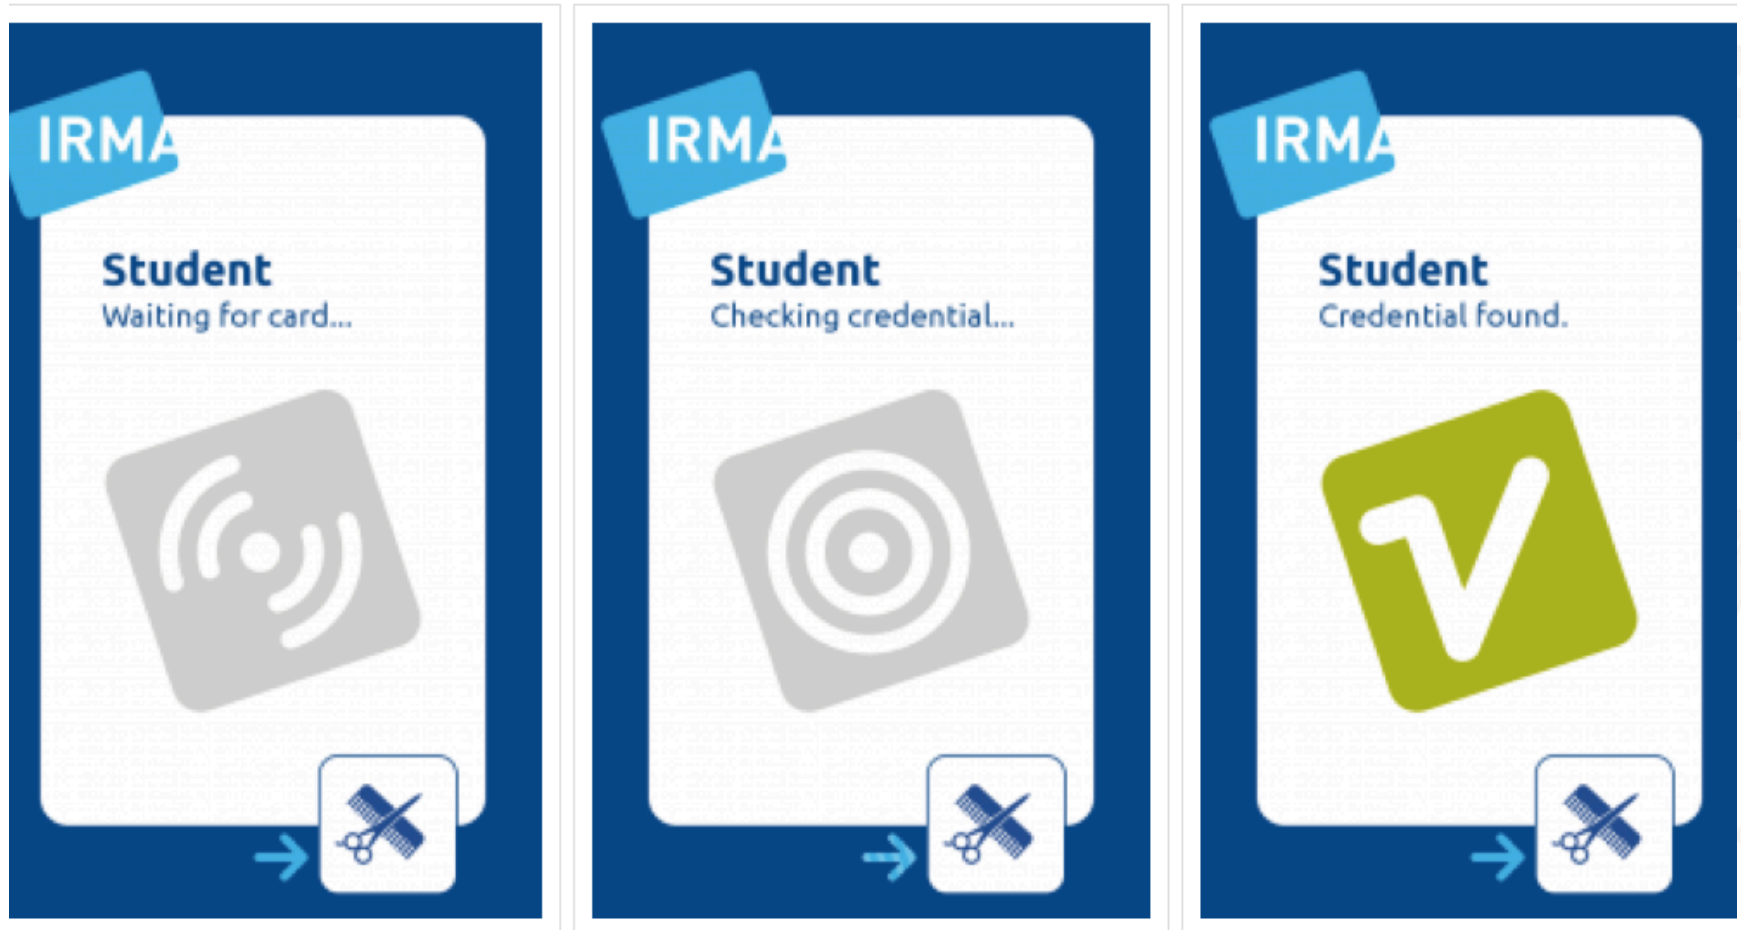 IRMA
Student
Waiting for card...
IRMA
Student
Checking credential...
IRMA
Student
Credential found.